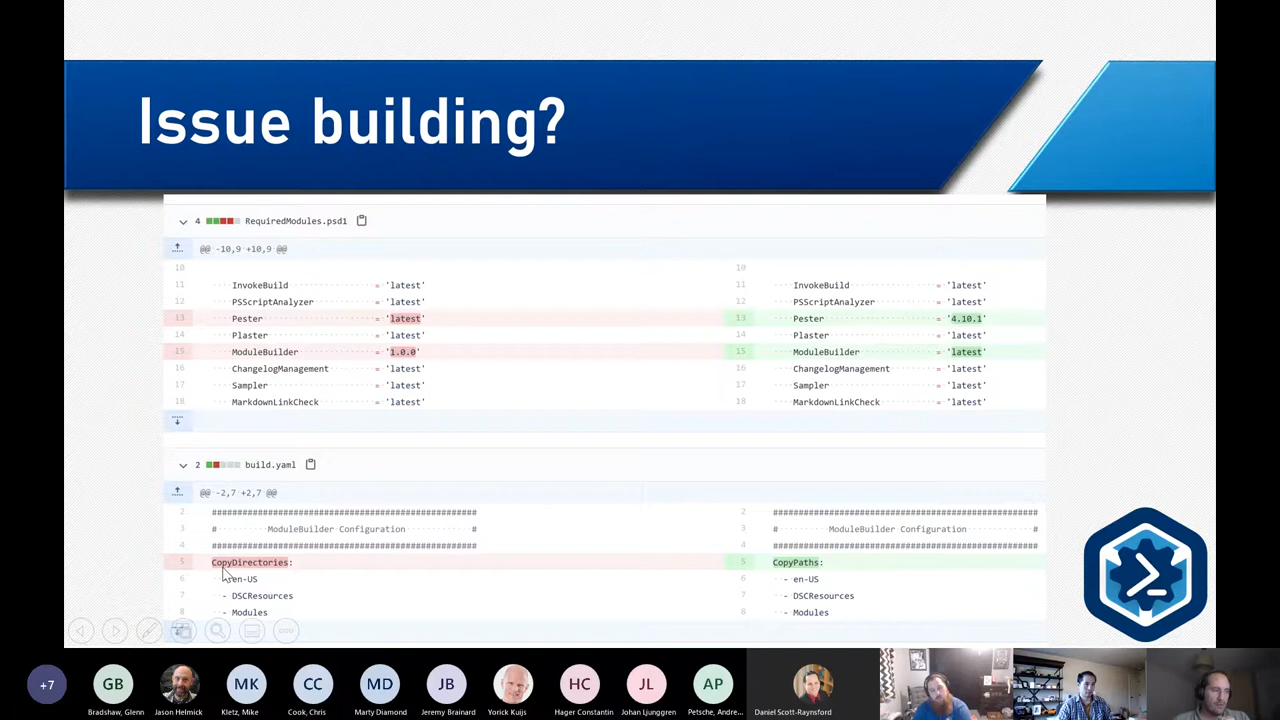 Issue building?
4 RequiredModules.psd1
@@ -10,9 +10,9 @@
10 10
11 InvokeBuild = 'latest' 11 InvokeBuild = 'latest'
12 PSScriptAnalyzer = 'latest' 12 PSScriptAnalyzer = 'latest'
13 Pester = 'latest' 13 Pester = '4.10.1'
14 Plaster = 'latest' 14 Plaster = 'latest'
15 ModuleBuilder = '1.0.0' 15 ModuleBuilder = 'latest'
16 ChangelogManagement = 'latest' 16 ChangelogManagement = 'latest'
17 Sampler = 'latest' 17 Sampler = 'latest'
18 MarkdownLinkCheck = 'latest' 18 MarkdownLinkCheck = 'latest'
2 build.yaml
@@ -2,7 +2,7 @@
2 #################################################### 2 ####################################################
3 # ModuleBuilder Configuration # 3 # ModuleBuilder Configuration #
4 #################################################### 4 ####################################################
5 CopyDirectories: 5 CopyPaths:
6 - en-US 6 - en-US
7 - DSCResources 7 - DSCResources
8 - Modules 8 - Modules
+7 GB MK CC MD JB HC JL AP
Bradshaw, Glenn Jason Helmick Kletz, Mike Cook, Chris Marty Diamond Jeremy Brainard Yorick Kuijs Hager Constantin Johan Ljunggren Petsche, Andre... Daniel Scott-Raynsford